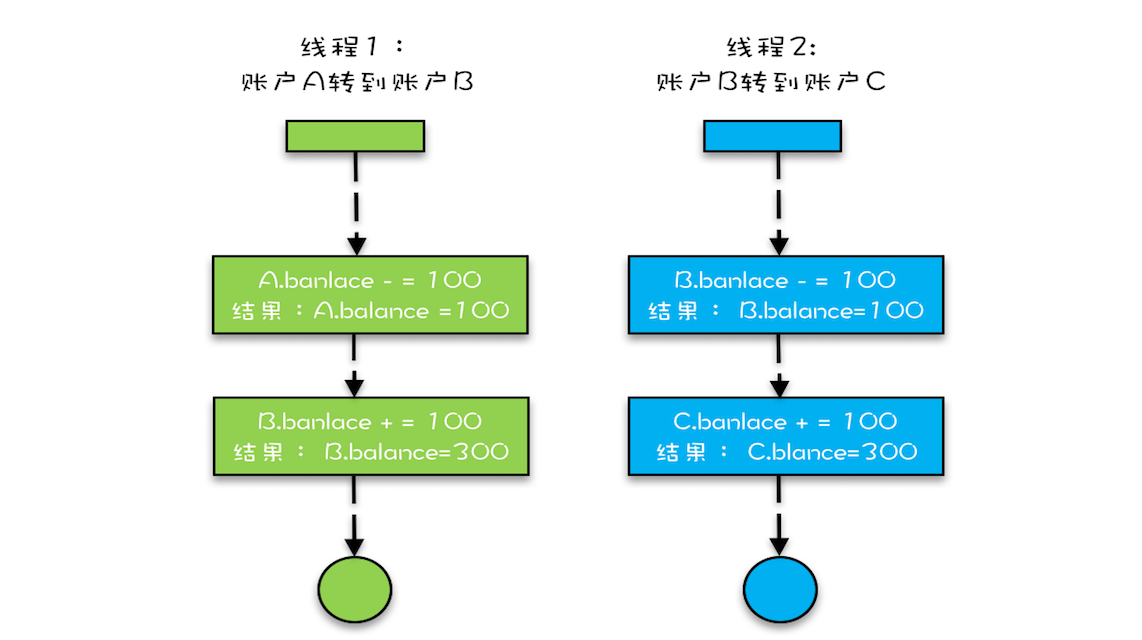 线程1：
账户A转到账户B
线程2:
账户B转到账户C
A.banlace - = 100
结果：A.balance =100
B.banlace - = 100
结果： B.balance=100
B.banlace + = 100
结果： B.balance=300
C.banlace + = 100
结果： C.blance=300